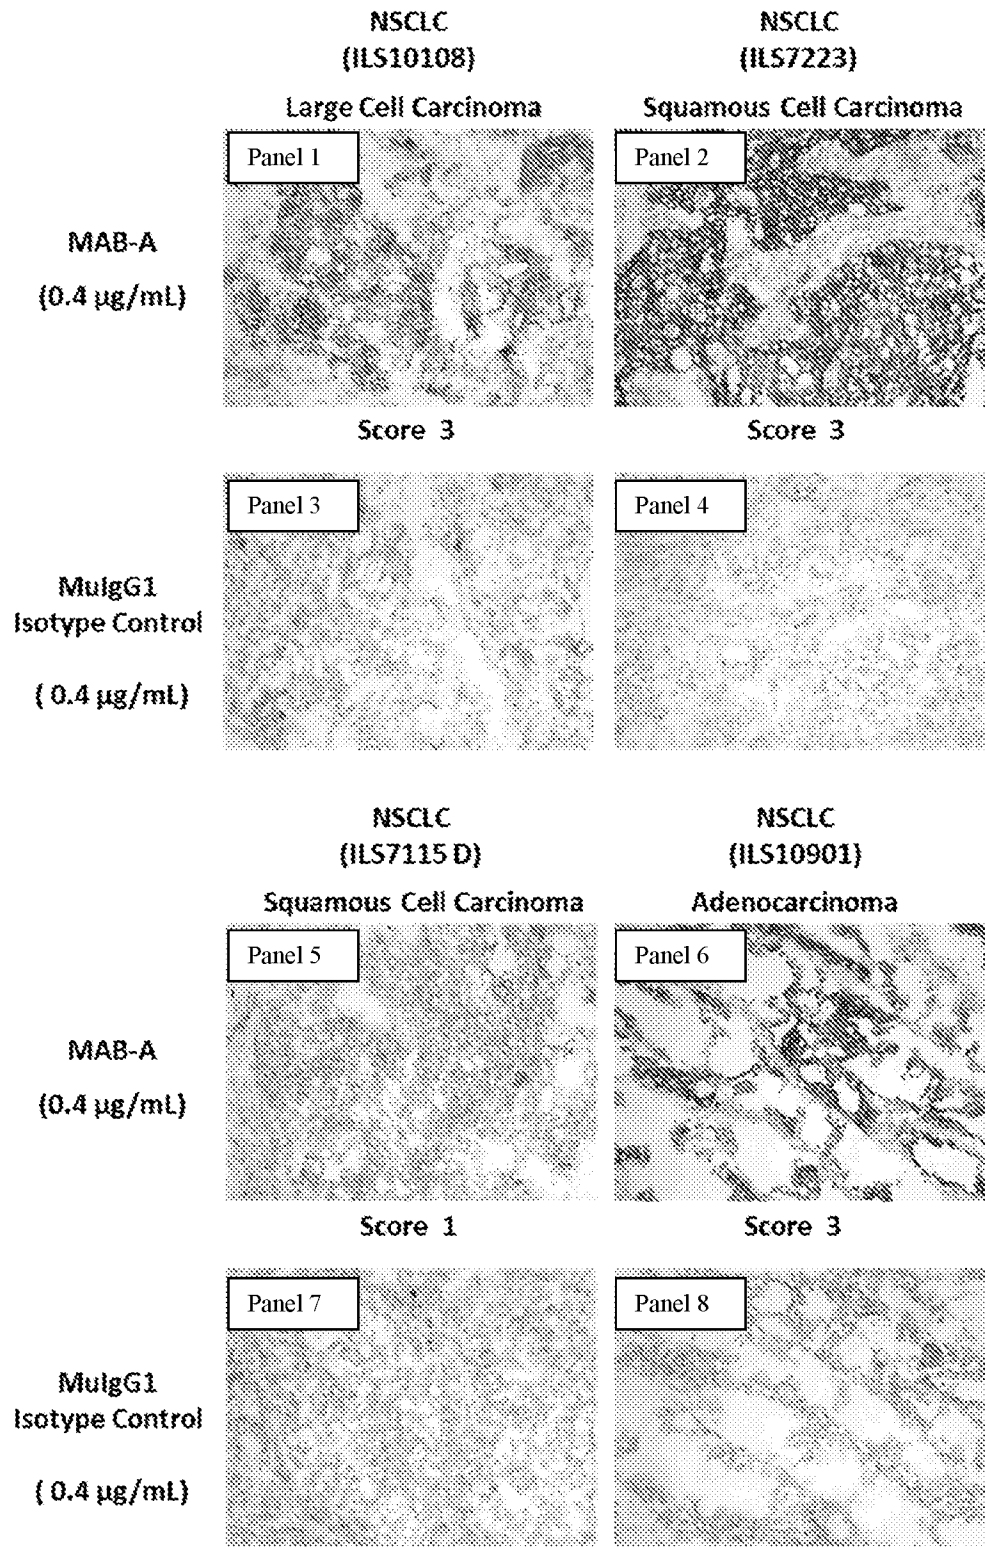 NSCLC
(ILS10108)
Large Cell Carcinoma
NSCLC
(ILS7223)
Squamous Cell Carcinoma
MAB-A
(0.4 µg/mL)
Panel 1
Panel 2
Score 3
Score 3
MuIgG1
Isotype Control
( 0.4 µg/mL)
Panel 3
Panel 4
NSCLC
(ILS7115 D)
Squamous Cell Carcinoma
NSCLC
(ILS10901)
Adenocarcinoma
MAB-A
(0.4 µg/mL)
Panel 5
Panel 6
Score 1
Score 3
MuIgG1
Isotype Control
( 0.4 µg/mL)
Panel 7
Panel 8